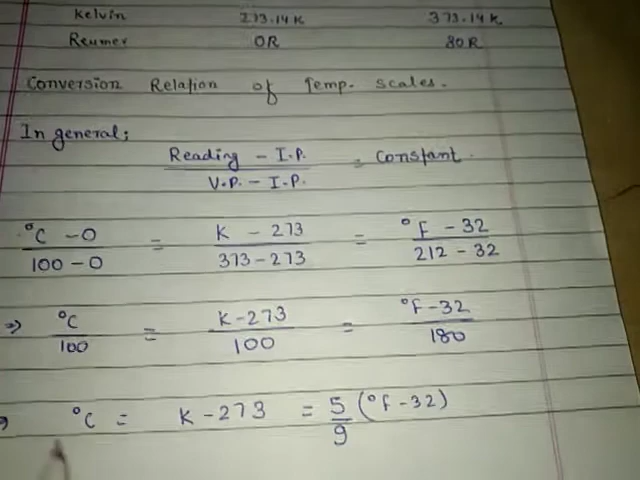 Kelvin 273.14 K 373.14 K
Reumer 0R 80 R
Conversion Relation of Temp. scales.
In general;
Reading - I.P. / V.P. - I.P. = Constant.
°C - 0 / 100 - 0 = K - 273 / 373 - 273 = °F - 32 / 212 - 32
⇒ °C / 100 = K - 273 / 100 = °F - 32 / 180
⇒ °C = K - 273 = 5/9 (°F - 32)